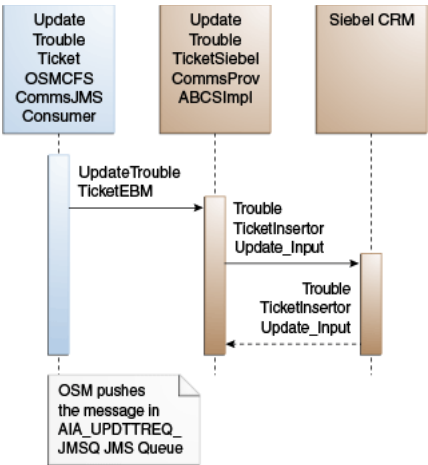 Update
Trouble
Ticket
OSMCFS
CommsJMS
Consumer
Update
Trouble
TicketSiebel
CommsProv
ABCSImpl
Siebel CRM
UpdateTrouble
TicketEBM
Trouble
TicketInsertor
Update_Input
Trouble
TicketInsertor
Update_Input
OSM pushes
the message in
AIA_UPDTTREQ_
JMSQ JMS Queue